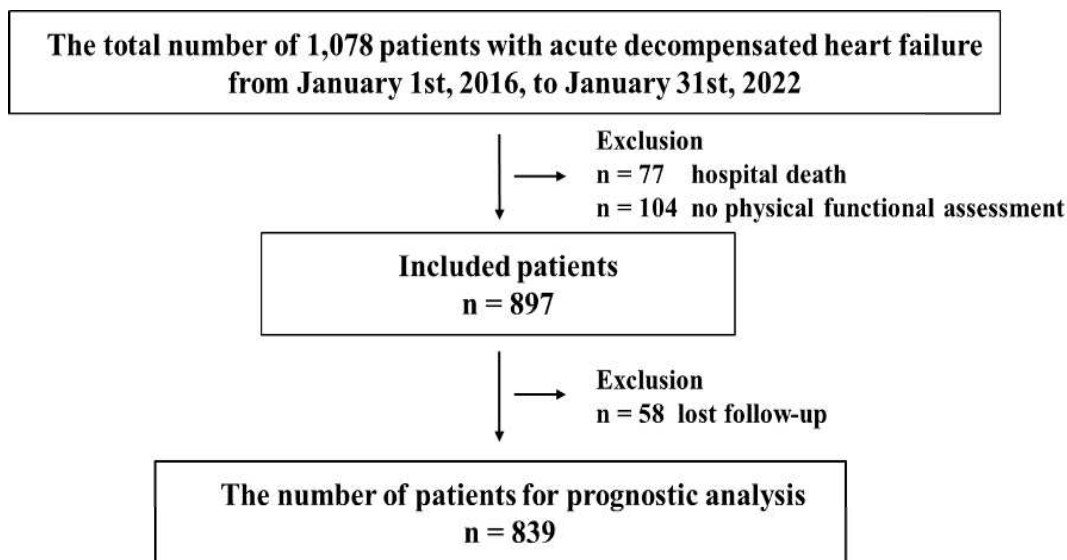 The total number of 1,078 patients with acute decompensated heart failure
from January 1st, 2016, to January 31st, 2022
Exclusion
n = 77 hospital death
n = 104 no physical functional assessment
Included patients
n = 897
Exclusion
n = 58 lost follow-up
The number of patients for prognostic analysis
n = 839